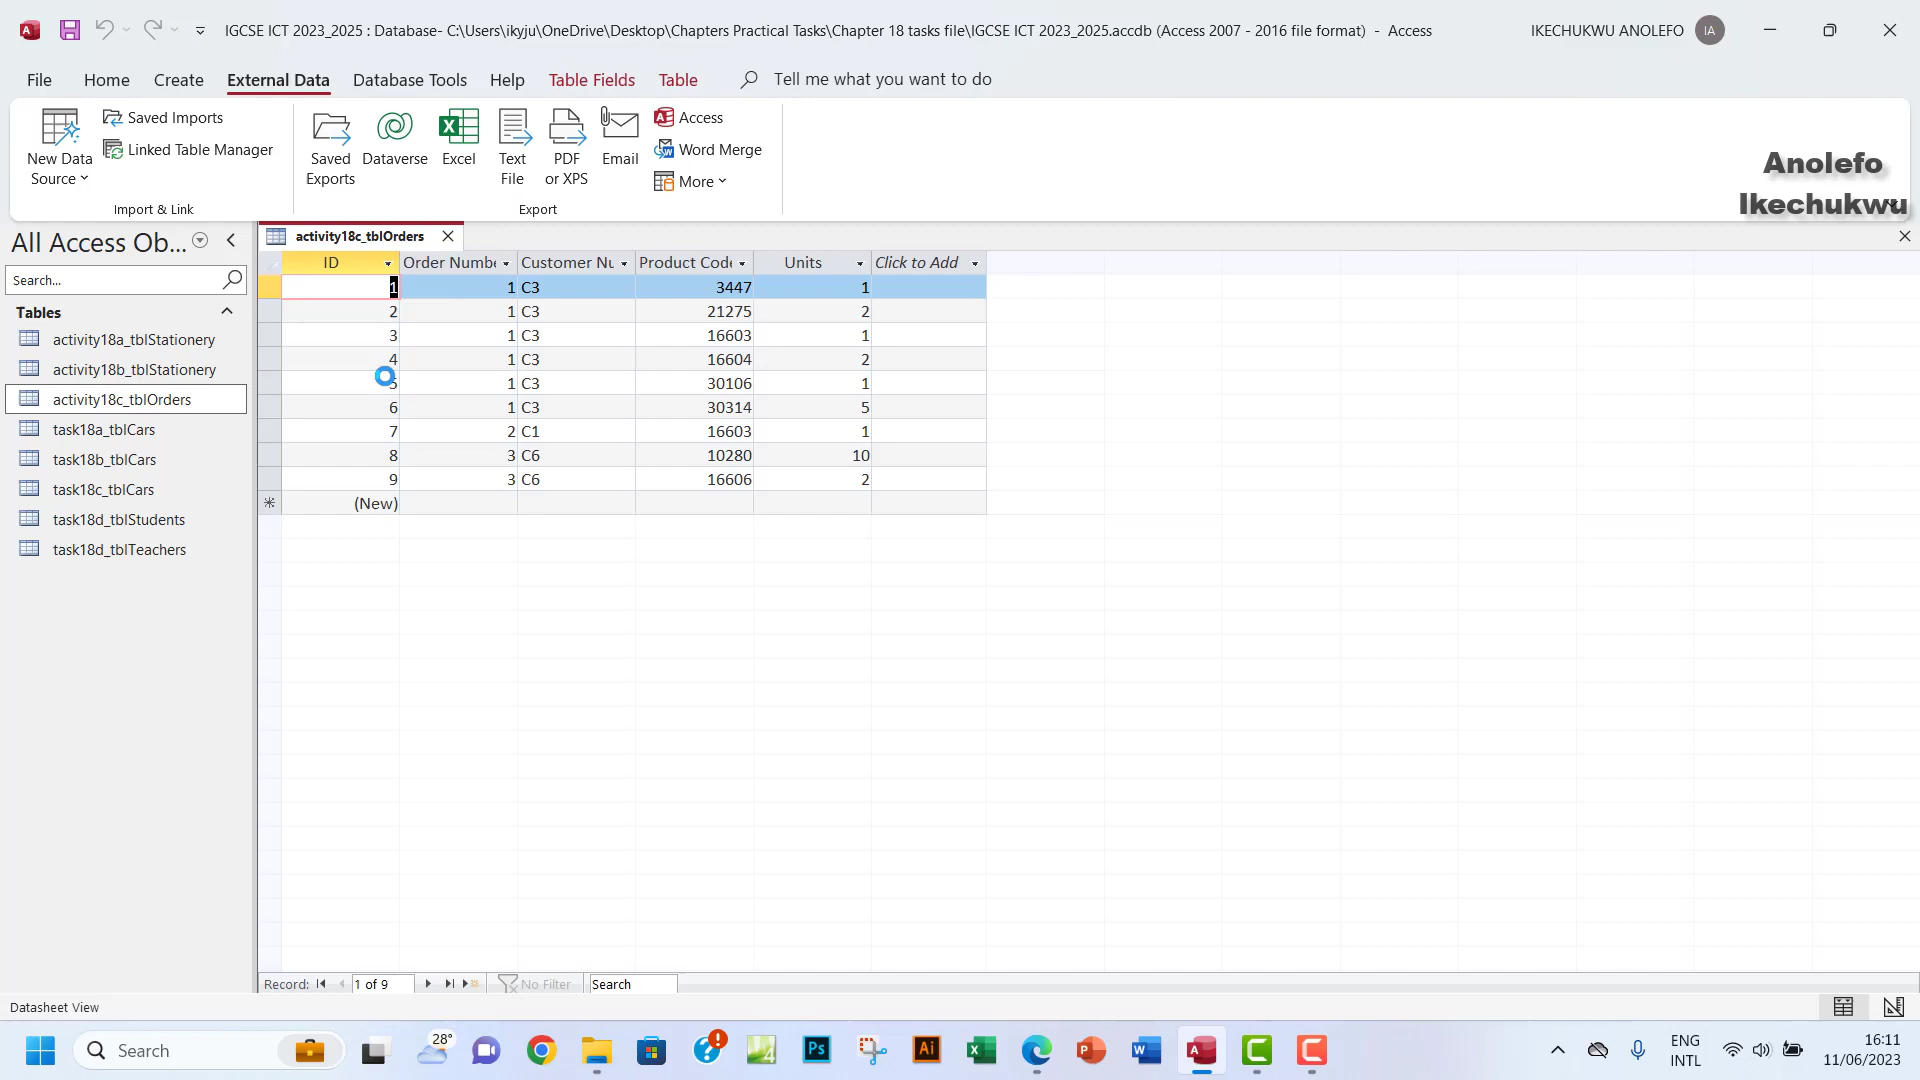 IGCSE ICT 2023_2025 : Database- C:\Users\ikyju\OneDrive\Desktop\Chapters Practical Tasks\Chapter 18 tasks file\IGCSE ICT 2023_2025.accdb (Access 2007 - 2016 file format) - Access
IKECHUKWU ANOLEFO
IA
File Home Create External Data Database Tools Help Table Fields Table Tell me what you want to do
New Data Source
Saved Imports
Linked Table Manager
Import & Link
Saved Exports
Dataverse
Excel
Text File
PDF or XPS
Email
Access
Word Merge
More
Export
Anolefo
Ikechukwu
All Access Ob...
Search...
Tables
activity18a_tblStationery
activity18b_tblStationery
activity18c_tblOrders
task18a_tblCars
task18b_tblCars
task18c_tblCars
task18d_tblStudents
task18d_tblTeachers
activity18c_tblOrders
ID Order Numbe Customer Nu Product Code Units Click to Add
1 1 C3 3447 1
2 1 C3 21275 2
3 1 C3 16603 1
4 1 C3 16604 2
5 1 C3 30106 1
6 1 C3 30314 5
7 2 C1 16603 1
8 3 C6 10280 10
9 3 C6 16606 2
(New)
Record: 1 of 9 No Filter Search
Datasheet View
Search
28°
Ps
Ai
ENG
INTL
16:11
11/06/2023